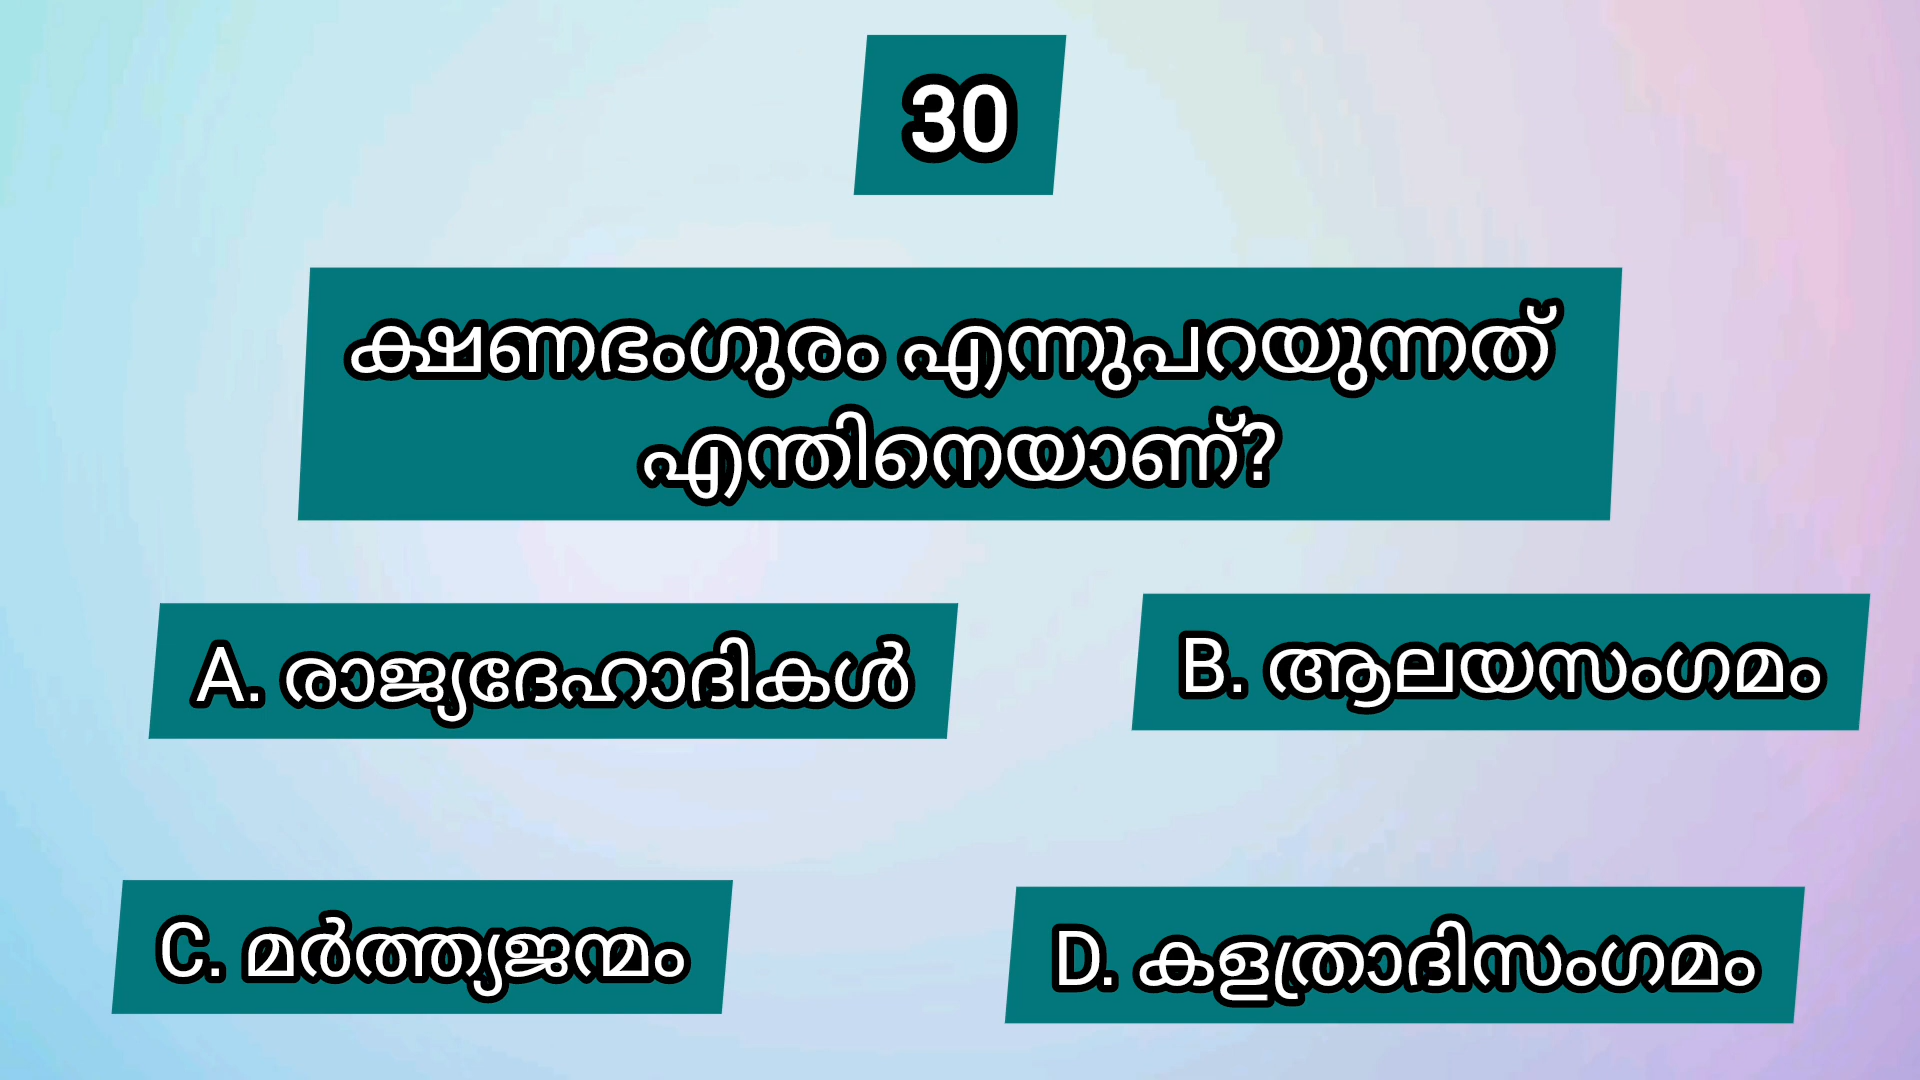 30
ക്ഷണഭംഗുരം എന്നുപറയുന്നത്
എന്തിനെയാണ്?
A. രാജ്യദേഹാദികൾ
B. ആലയസംഗമം
C. മർത്ത്യജന്മം
D. കളത്രാദിസംഗമം